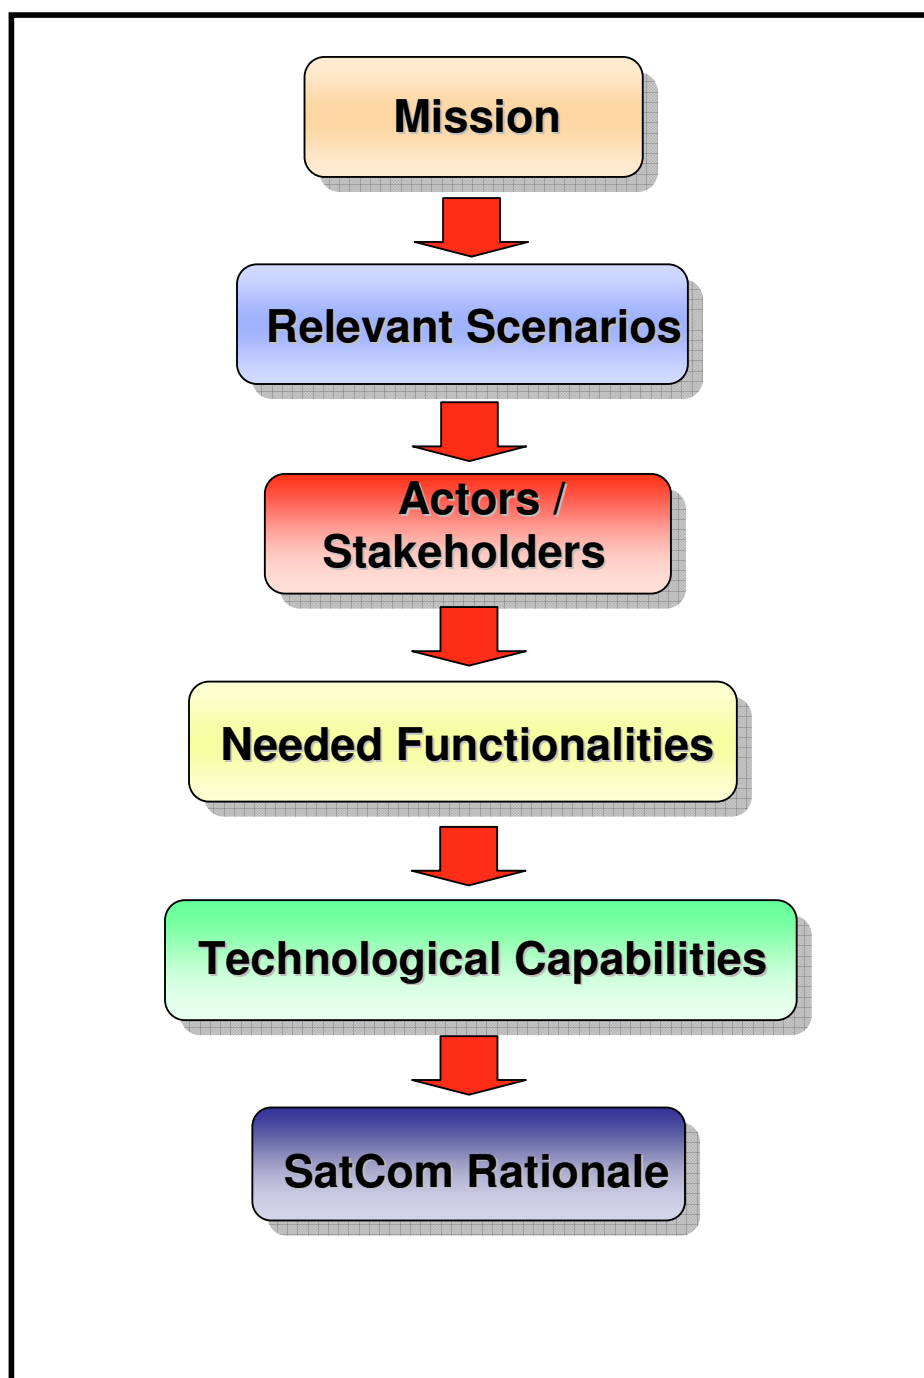 Mission
Relevant Scenarios
Actors /
Stakeholders
Needed Functionalities
Technological Capabilities
SatCom Rationale